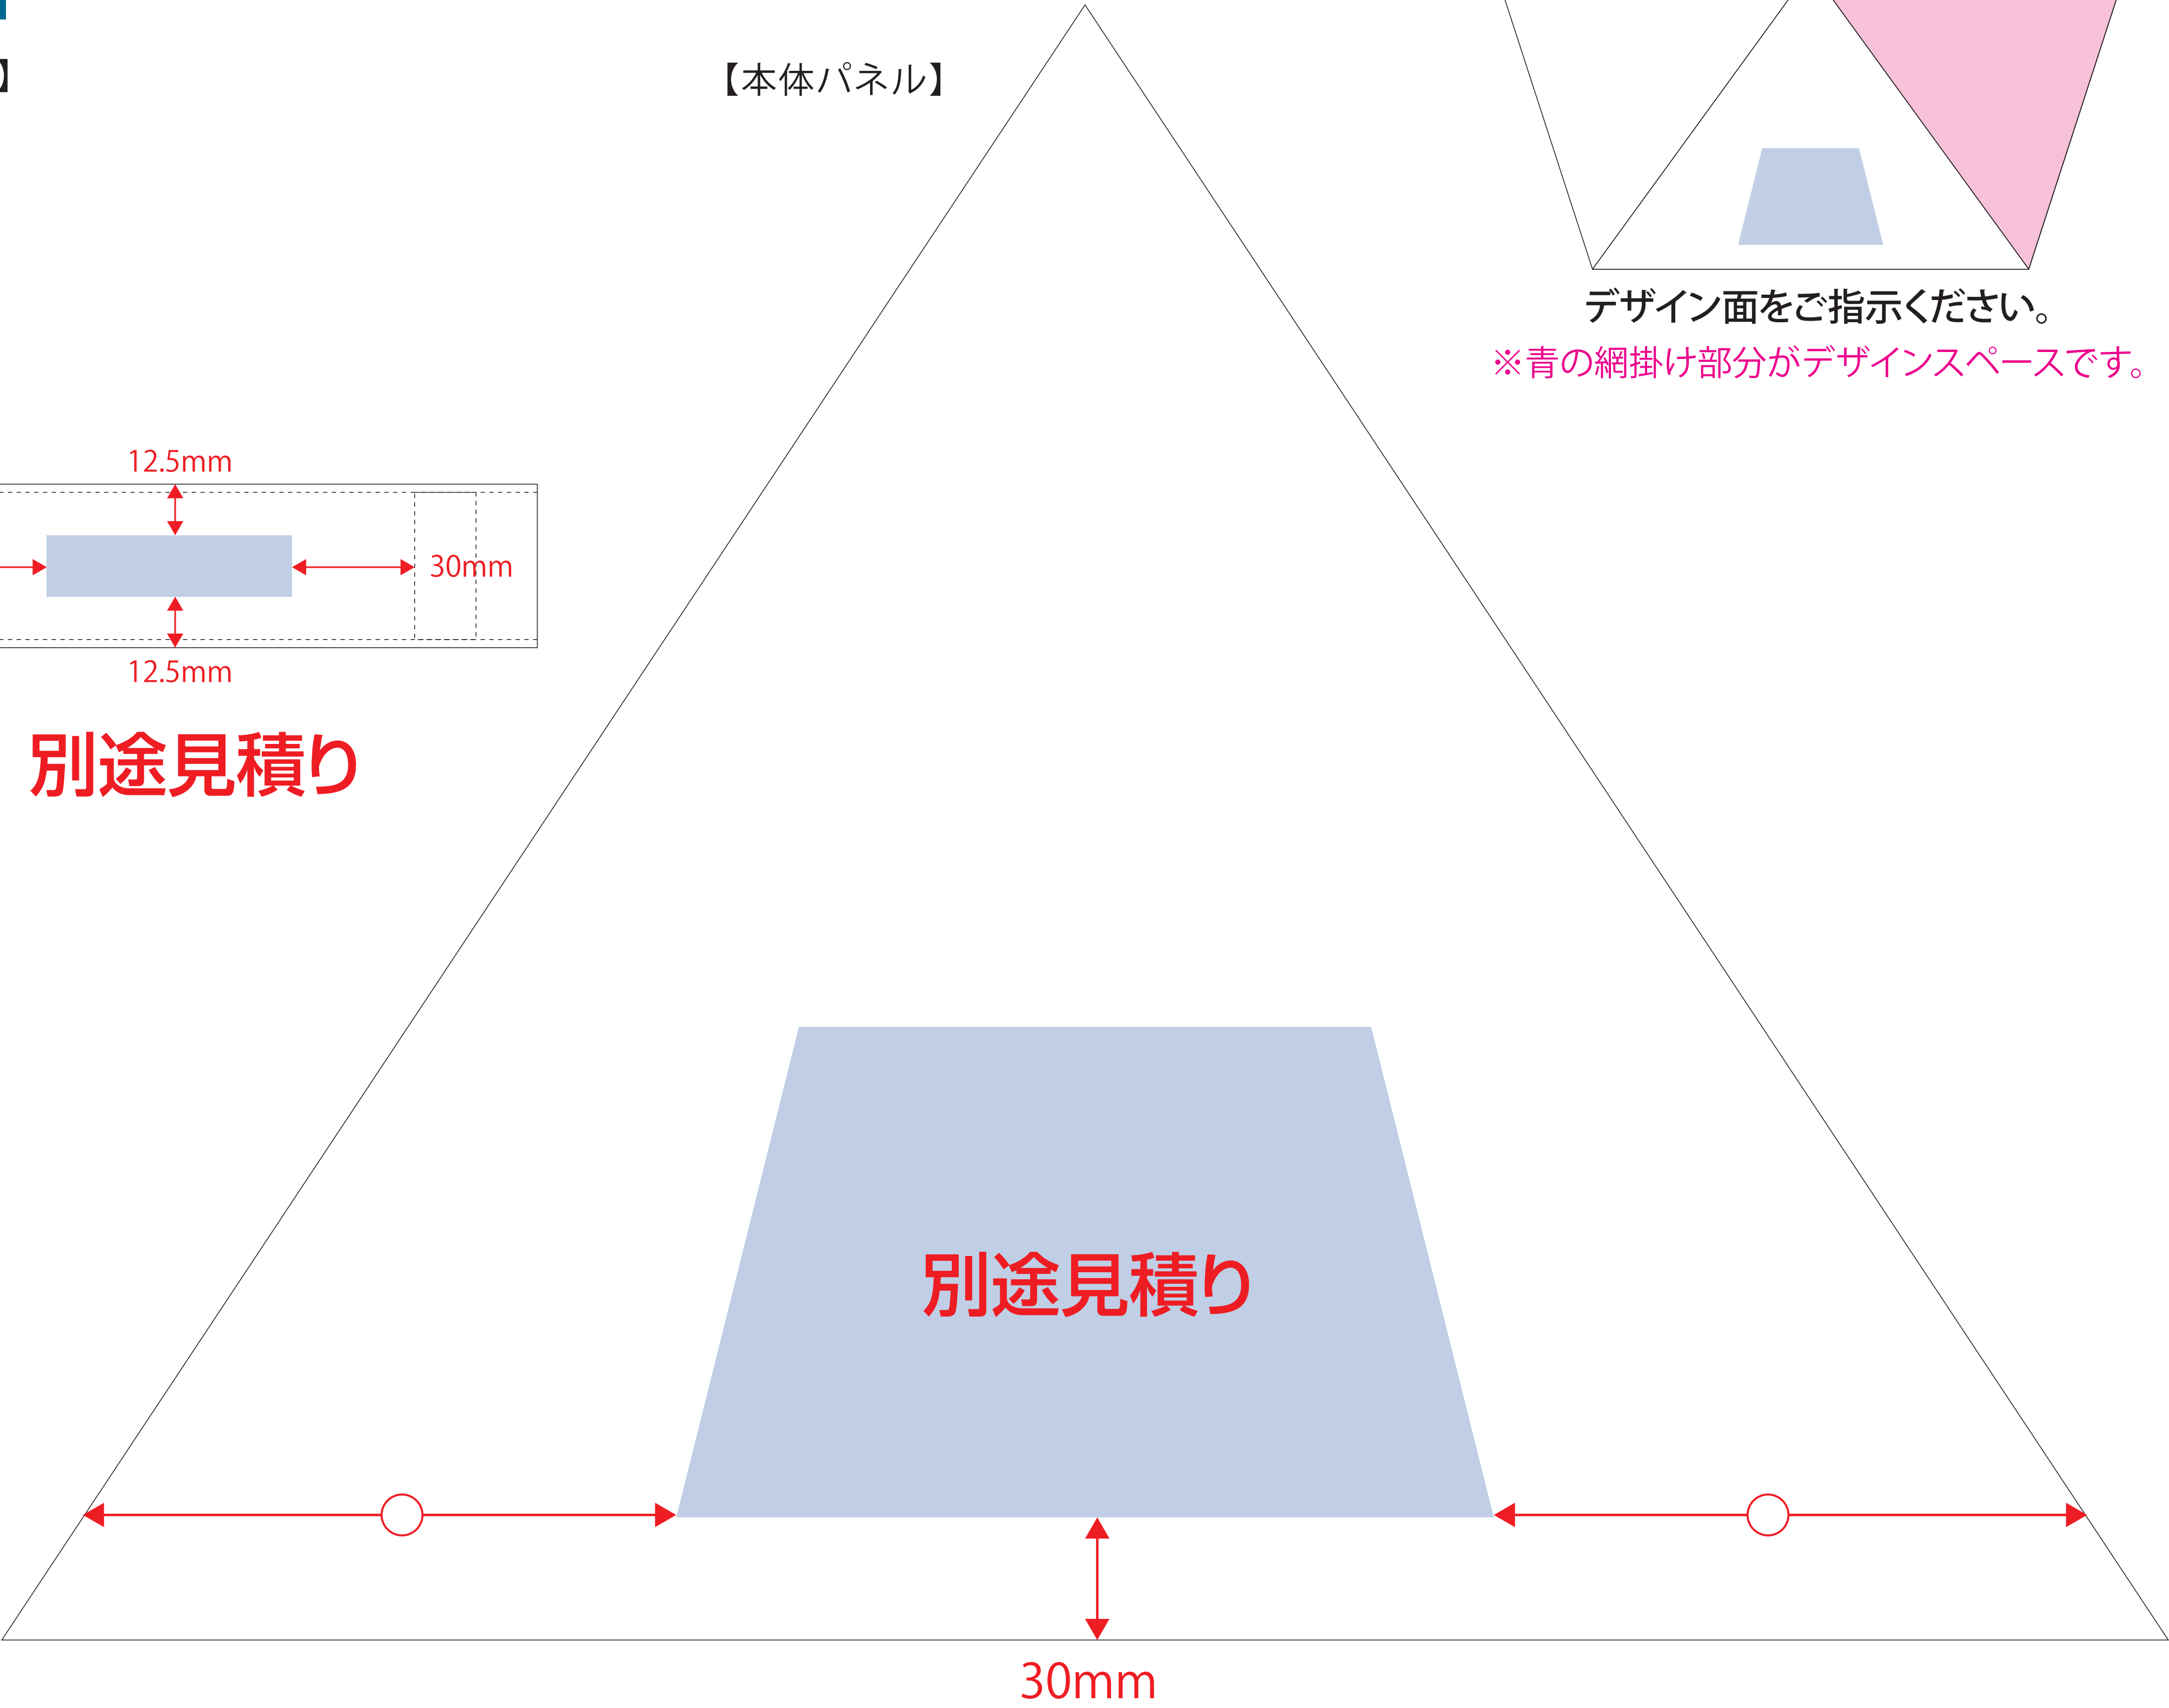 】
【本体パネル】
デザイン面をご指示ください。
※青の網掛け部分がデザインスペースです。
12.5mm
30mm
12.5mm
別途見積り
別途見積り
30mm